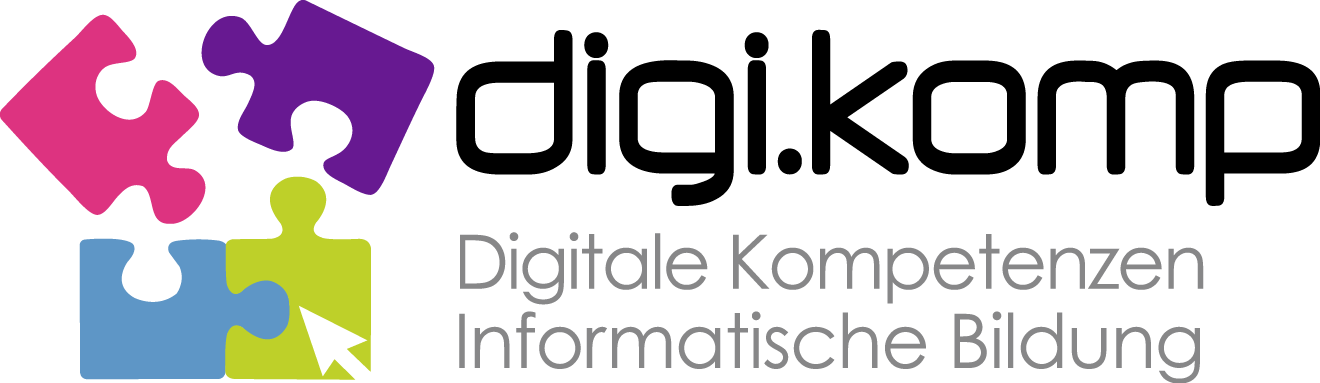 digi.komp
Digitale Kompetenzen
Informatische Bildung